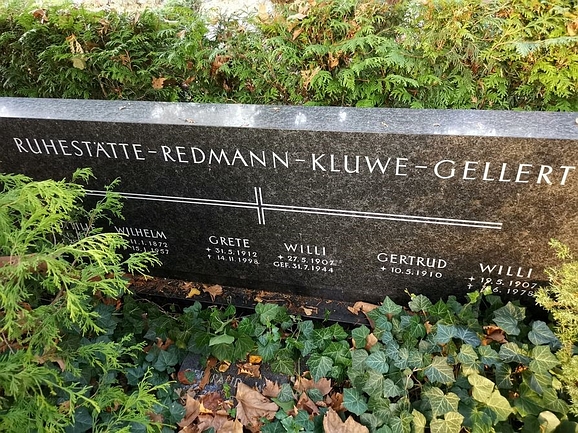 RUHESTÄTTE-REDMANN-KLUWE-GELLERT
WILHELM
GRETE
+ 31.5.1912
+ 14.11.1998
WILLI
* 27.5.1907
GEF. 31.7.1944
GERTRUD
+ 10.5.1910
WILLI
+ 19.5.1907